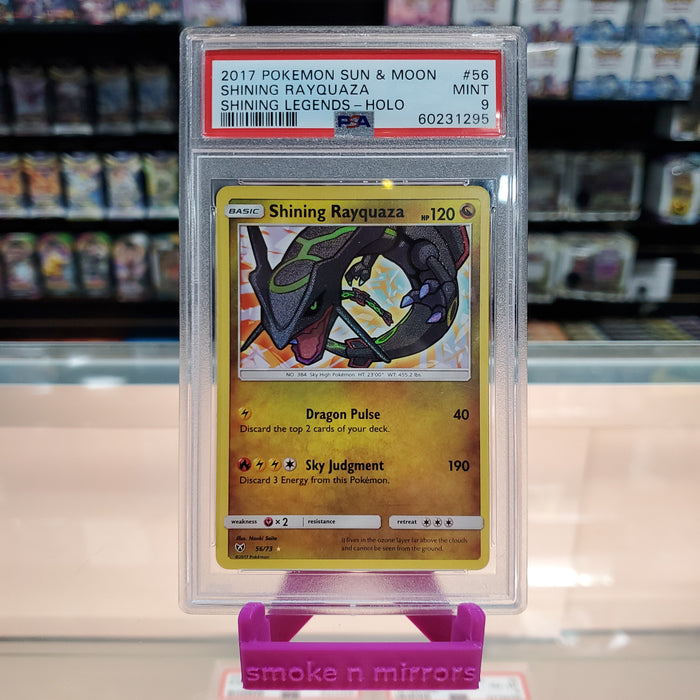 2017 POKEMON SUN & MOON #56
SHINING RAYQUAZA MINT
SHINING LEGENDS - HOLO 9
PSA 60231295
BASIC Shining Rayquaza HP 120
NO. 384 Sky High Pokémon HT: 23'00" WT: 455.2 lbs.
Dragon Pulse 40
Discard the top 2 cards of your deck.
Sky Judgment 190
Discard 3 Energy from this Pokémon.
weakness × 2 resistance retreat
Illus. Naoki Saito
56/73
©2017 Pokémon
It lives in the ozone layer far above the clouds
and cannot be seen from the ground.
smoke n mirrors